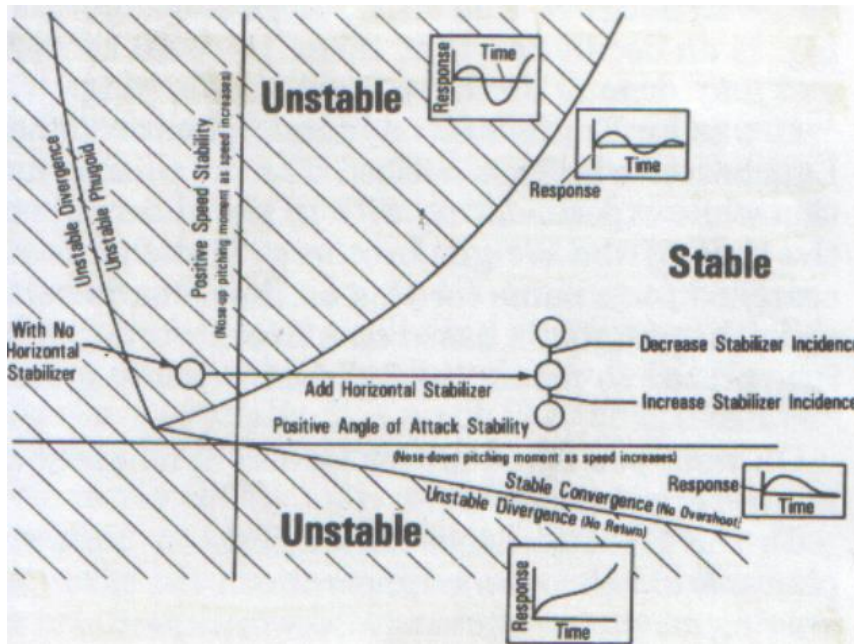 Time
Response
Unstable
Time
Response
Unstable Divergence
Unstable Phugoid
Positive Speed Stability
(Nose-up pitching moment as speed increases)
Stable
With No
Horizontal
Stabilizer
Decrease Stabilizer Incidence
Add Horizontal Stabilizer
Increase Stabilizer Incidence
Positive Angle of Attack Stability
(Nose-down pitching moment as speed increases)
Stable Convergence (No Overshoot)
Unstable Divergence (No Return)
Response
Time
Unstable
Response
Time